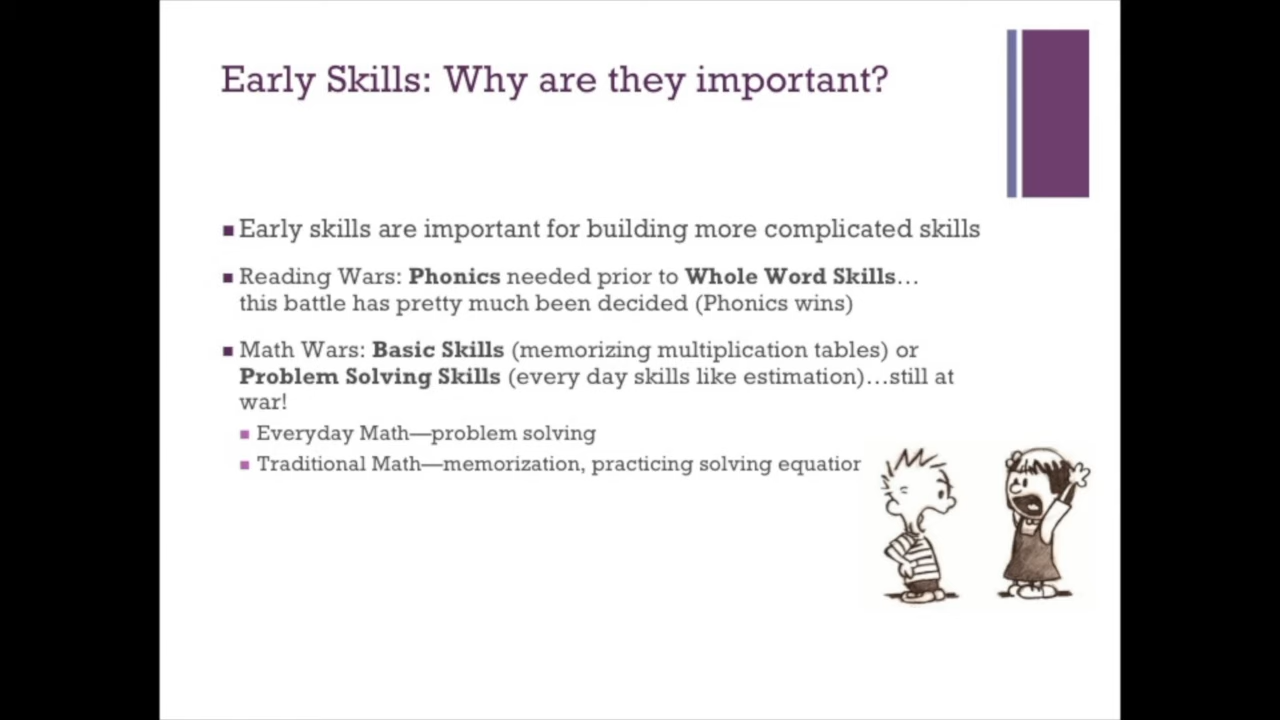 Early Skills: Why are they important?
Early skills are important for building more complicated skills
Reading Wars: Phonics needed prior to Whole Word Skills…
this battle has pretty much been decided (Phonics wins)
Math Wars: Basic Skills (memorizing multiplication tables) or
Problem Solving Skills (every day skills like estimation)…still at
war!
Everyday Math—problem solving
Traditional Math—memorization, practicing solving